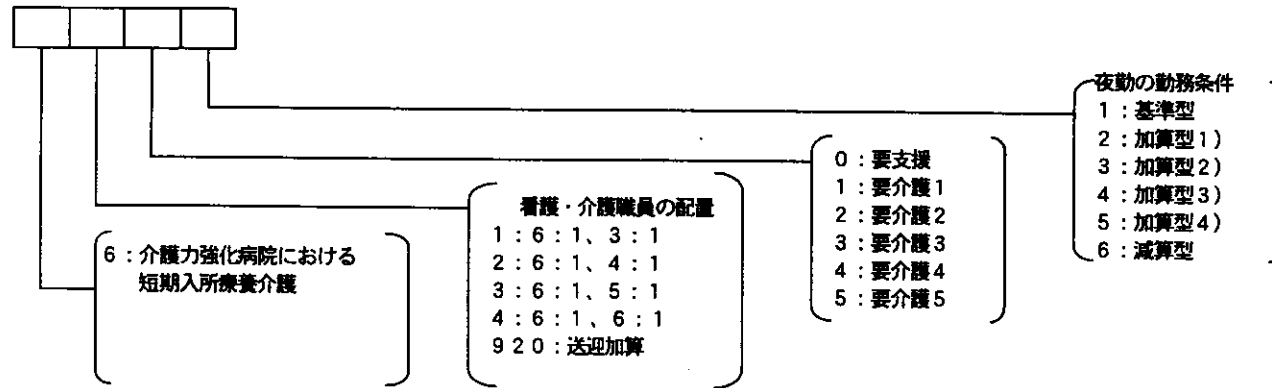 夜勤の勤務条件
1：基準型
2：加算型1）
3：加算型2）
4：加算型3）
5：加算型4）
6：減算型
0：要支援
1：要介護1
2：要介護2
3：要介護3
4：要介護4
5：要介護5
看護・介護職員の配置
1：6：1、3：1
2：6：1、4：1
3：6：1、5：1
4：6：1、6：1
920：送迎加算
6：介護力強化病院における
短期入所療養介護